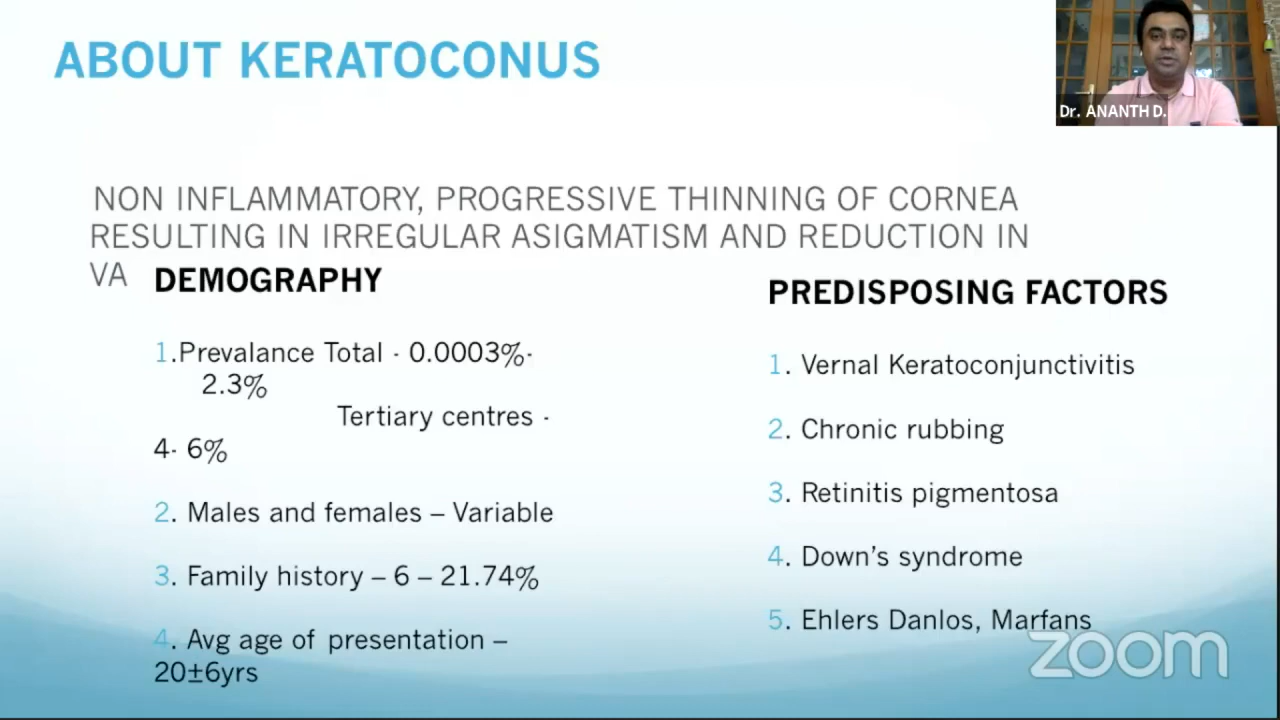 ABOUT KERATOCONUS
Dr. ANANTH D.
NON INFLAMMATORY, PROGRESSIVE THINNING OF CORNEA
RESULTING IN IRREGULAR ASIGMATISM AND REDUCTION IN
VA
DEMOGRAPHY
1.Prevalance Total - 0.0003%-
2.3%
Tertiary centres -
4- 6%
2. Males and females – Variable
3. Family history – 6 – 21.74%
4. Avg age of presentation –
20±6yrs
PREDISPOSING FACTORS
1. Vernal Keratoconjunctivitis
2. Chronic rubbing
3. Retinitis pigmentosa
4. Down’s syndrome
5. Ehlers Danlos, Marfans
zoom